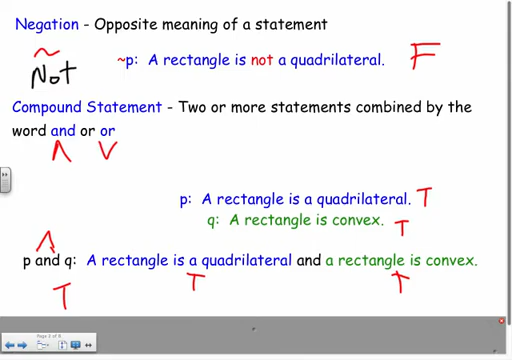 Negation - Opposite meaning of a statement
~
Not
~p: A rectangle is not a quadrilateral. F
Compound Statement - Two or more statements combined by the
word and or or
∧ ∨
p: A rectangle is a quadrilateral. T
q: A rectangle is convex. T
∧
p and q: A rectangle is a quadrilateral and a rectangle is convex.
T T T